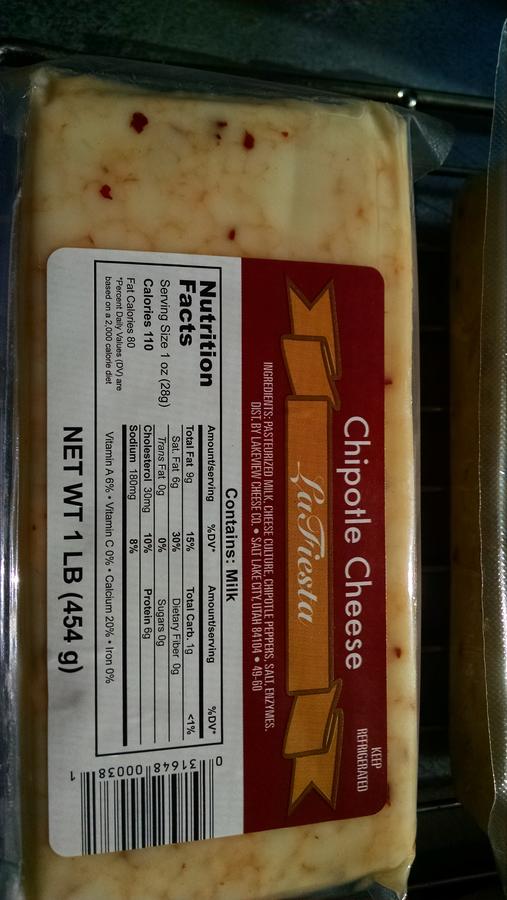 Chipotle Cheese
KEEP
REFRIGERATED
La Fiesta
INGREDIENTS: PASTEURIZED MILK, CHEESE CULTURE, CHIPOTLE PEPPERS, SALT, ENZYMES.
DIST. BY LAKEVIEW CHEESE CO. • SALT LAKE CITY, UTAH 84104 • 49-60
Contains: Milk
Nutrition
Facts
Serving Size 1 oz (28g)
Calories 110
Fat Calories 80
*Percent Daily Values (DV) are
based on a 2,000 calorie diet
Amount/serving %DV* Amount/serving %DV*
Total Fat 9g 15% Total Carb. 1g <1%
Sat. Fat 6g 30% Dietary Fiber 0g
Trans Fat 0g 0% Sugars 0g
Cholesterol 30mg 10% Protein 6g
Sodium 180mg 8%
Vitamin A 6% • Vitamin C 0% • Calcium 20% • Iron 0%
NET WT 1 LB (454 g)
0 31648 00038 1